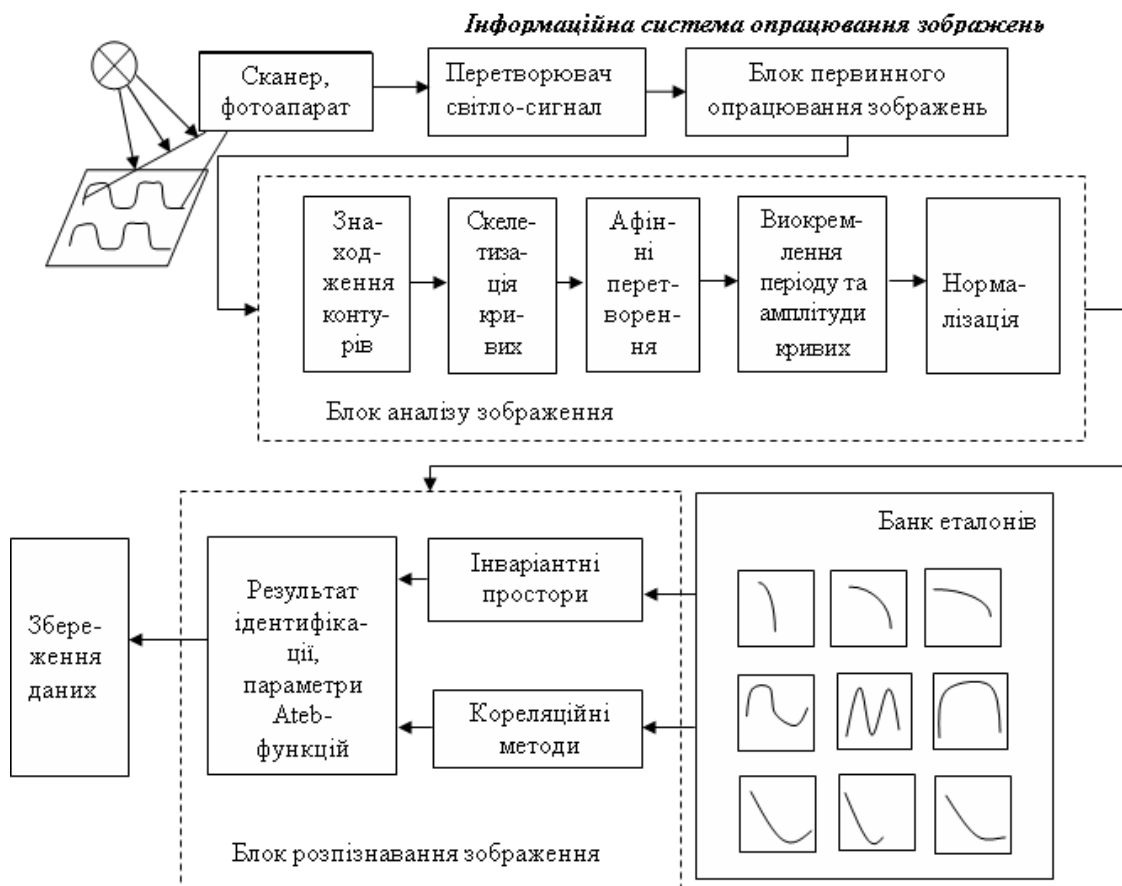 Інформаційна система опрацювання зображень
Сканер,
фотоапарат
Перетворювач
світло-сигнал
Блок первинного
опрацювання зображень
Зна-
ход-
ження
конту-
рів
Скеле-
тиза-
ція
кри-
вих
Афін-
ні
перет-
ворен-
ня
Виокрем-
лення
періоду та
амплітуди
кривих
Норма-
лізація
Блок аналізу зображення
Банк еталонів
Інваріантні
простори
Кореляційні
методи
Результат
ідентифіка-
ції,
параметри
Ateb-
функцій
Збере-
ження
даних
Блок розпізнавання зображення